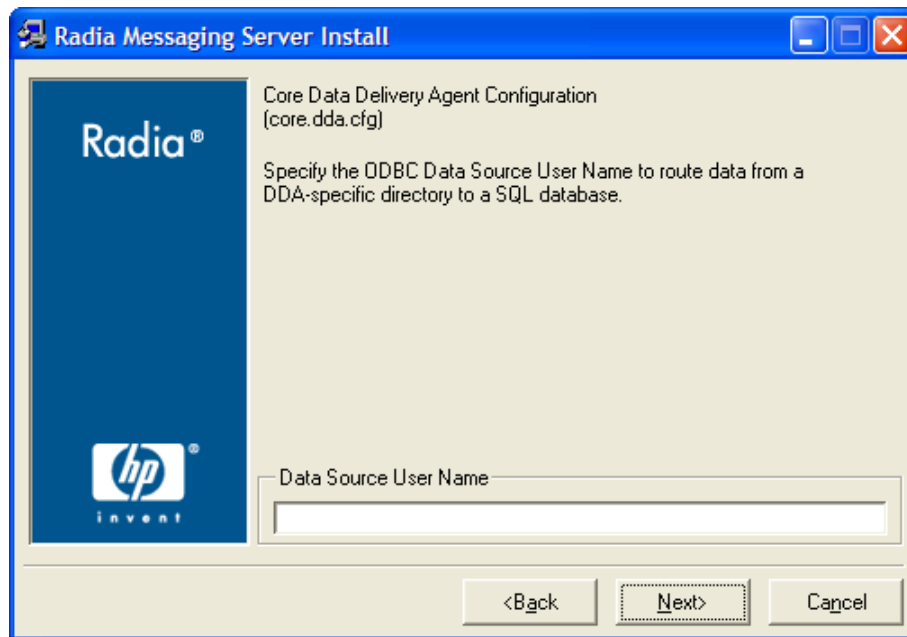 Radia Messaging Server Install
Radia®
Core Data Delivery Agent Configuration
(core.dda.cfg)
Specify the ODBC Data Source User Name to route data from a
DDA-specific directory to a SQL database.
hp®
invent
Data Source User Name
<Back
Next>
Cancel